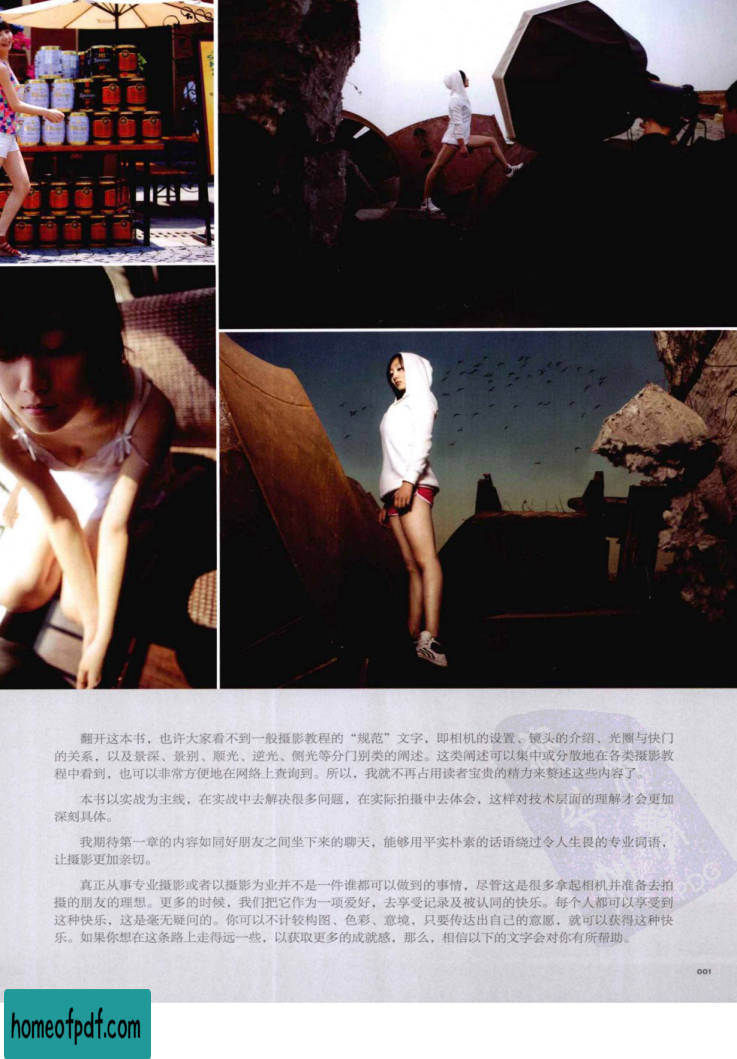 翻开这本书，也许大家看不到一般摄影教程的“规范”文字，即相机的设置、镜头的介绍、光圈与快门
的关系，以及景深、景别、顺光、逆光、侧光等分门别类的阐述。这类阐述可以集中或分散地在各类摄影教
程中看到，也可以非常方便地在网络上查询到。所以，我就不再占用读者宝贵的精力来赘述这些内容了。
本书以实战为主线，在实战中去解决很多问题，在实际拍摄中去体会，这样对技术层面的理解才会更加
深刻具体。
我期待第一章的内容如同好朋友之间坐下来的聊天，能够用平实朴素的话语绕过令人生畏的专业词语，
让摄影更加亲切。
真正从事专业摄影或者以摄影为业并不是一件谁都可以做到的事情，尽管这是很多拿起相机并准备去拍
摄的朋友的理想。更多的时候，我们把它作为一项爱好，去享受记录及被认同的快乐。每个人都可以享受到
这种快乐，这是毫无疑问的。你可以不计较构图、色彩、意境，只要传达出自己的意愿，就可以获得这种快
乐。如果你想在这条路上走得远一些，以获取更多的成就感，那么，相信以下的文字会对你有所帮助。
PDG
001
homeofpdf.com